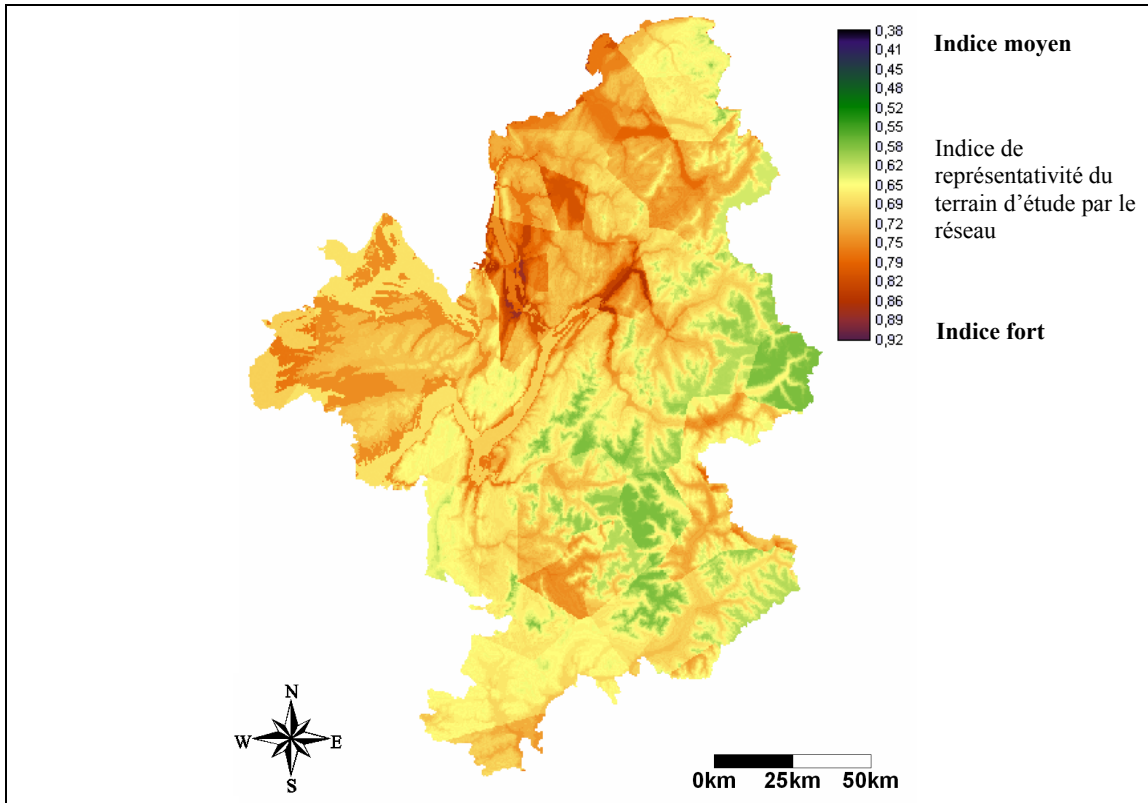 0,38
0,41
0,45
0,48
0,52
0,55
0,58
0,62
0,65
0,69
0,72
0,75
0,79
0,82
0,86
0,89
0,92
Indice moyen
Indice de
représentativité du
terrain d'étude par le
réseau
Indice fort
N
W E
S
0km 25km 50km